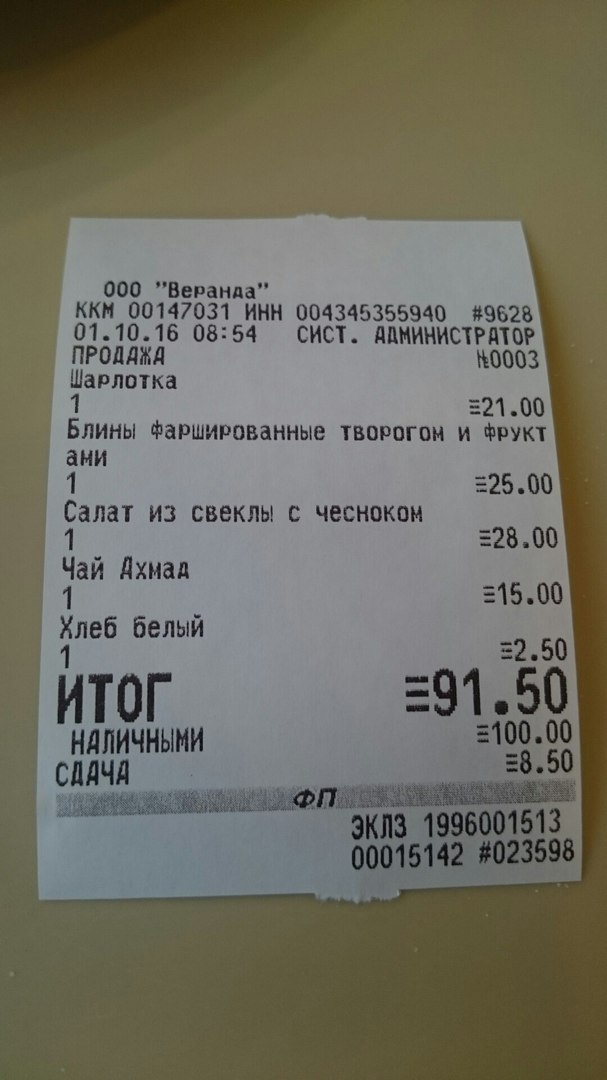 ООО "Веранда"
ККМ 00147031 ИНН 004345355940 #9628
01.10.16 08:54 СИСТ. АДМИНИСТРАТОР
ПРОДАЖА №0003
Шарлотка
1 ≡21.00
Блины фаршированные творогом и фрукт
ами
1 ≡25.00
Салат из свеклы с чесноком
1 ≡28.00
Чай Ахмад
1 ≡15.00
Хлеб белый
1 ≡2.50
ИТОГ ≡91.50
НАЛИЧНЫМИ ≡100.00
СДАЧА ≡8.50
ФП
ЭКЛЗ 1996001513
00015142 #023598